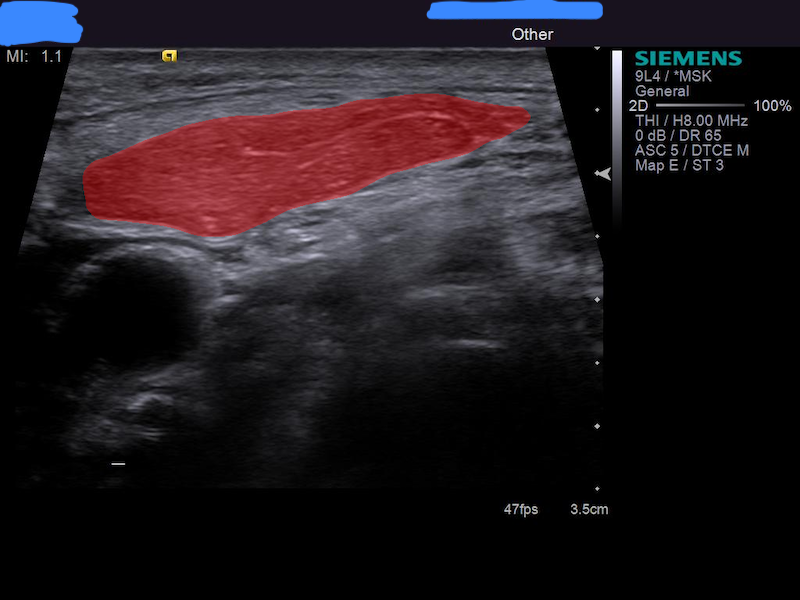 Other
MI: 1.1
SIEMENS
9L4 / *MSK
General
2D 100%
THI / H8.00 MHz
0 dB / DR 65
ASC 5 / DTCE M
Map E / ST 3
47fps 3.5cm